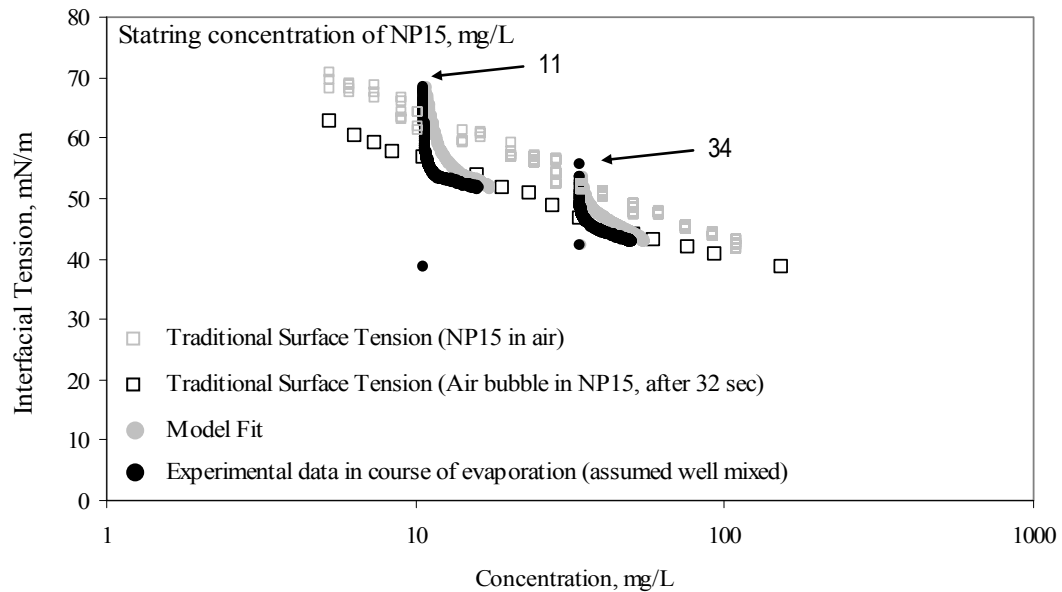 Statring concentration of NP15, mg/L
11
34
Traditional Surface Tension (NP15 in air)
Traditional Surface Tension (Air bubble in NP15, after 32 sec)
Model Fit
Experimental data in course of evaporation (assumed well mixed)
Interfacial Tension, mN/m
80
70
60
50
40
30
20
10
0
1
10
100
1000
Concentration, mg/L